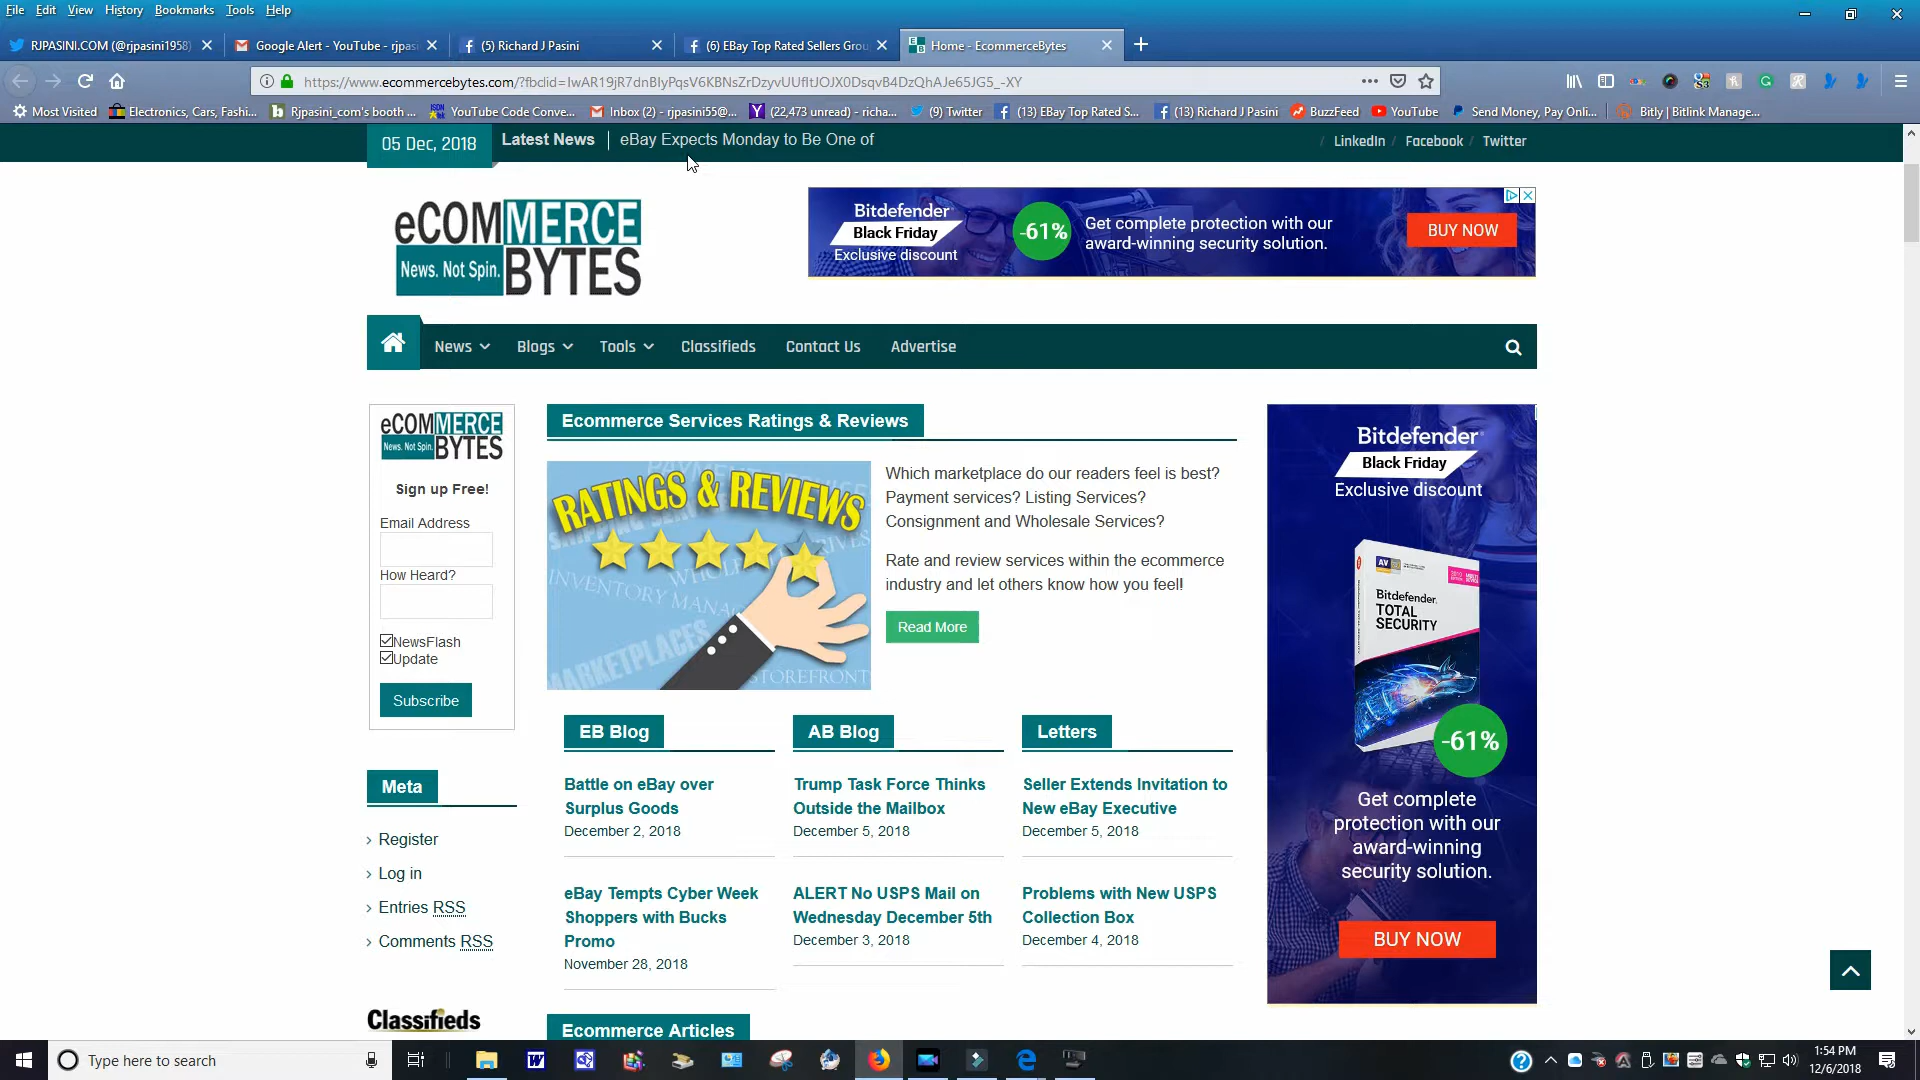 File Edit View History Bookmarks Tools Help
RJPASINI.COM (@rjpasini1958)
Google Alert - YouTube - rjpas
(5) Richard J Pasini
(6) EBay Top Rated Sellers Grou
Home - EcommerceBytes
https://www.ecommercebytes.com/?fbclid=IwAR19jR7dnBIyPqsV6KBNsZrDzyvUUfItJOJX0DsqvB4DzQhAJe65JG5_-XY
Most Visited
Electronics, Cars, Fashi...
Rjpasini_com's booth ...
YouTube Code Conve...
Inbox (2) - rjpasini55@...
(22,473 unread) - richa...
(9) Twitter
(13) EBay Top Rated S...
(13) Richard J Pasini
BuzzFeed
YouTube
Send Money, Pay Onli...
Bitly | Bitlink Manage...
05 Dec, 2018
Latest News
eBay Expects Monday to Be One of
LinkedIn / Facebook / Twitter
eCOMMERCE
News. Not Spin. BYTES
Bitdefender
Black Friday
Exclusive discount
-61%
Get complete protection with our
award-winning security solution.
BUY NOW
News
Blogs
Tools
Classifieds
Contact Us
Advertise
eCOMMERCE
News. Not Spin. BYTES
Sign up Free!
Email Address
How Heard?
NewsFlash
Update
Subscribe
Meta
Register
Log in
Entries RSS
Comments RSS
Classifieds
Ecommerce Services Ratings & Reviews
RATINGS & REVIEWS
INVENTORY MANA
MARKETPLACES
STOREFRONT
Which marketplace do our readers feel is best?
Payment services? Listing Services?
Consignment and Wholesale Services?
Rate and review services within the ecommerce
industry and let others know how you feel!
Read More
EB Blog
Battle on eBay over
Surplus Goods
December 2, 2018
eBay Tempts Cyber Week
Shoppers with Bucks
Promo
November 28, 2018
AB Blog
Trump Task Force Thinks
Outside the Mailbox
December 5, 2018
ALERT No USPS Mail on
Wednesday December 5th
December 3, 2018
Letters
Seller Extends Invitation to
New eBay Executive
December 5, 2018
Problems with New USPS
Collection Box
December 4, 2018
Ecommerce Articles
Bitdefender
Black Friday
Exclusive discount
Bitdefender
TOTAL
SECURITY
-61%
Get complete
protection with our
award-winning
security solution.
BUY NOW
Type here to search
1:54 PM
12/6/2018